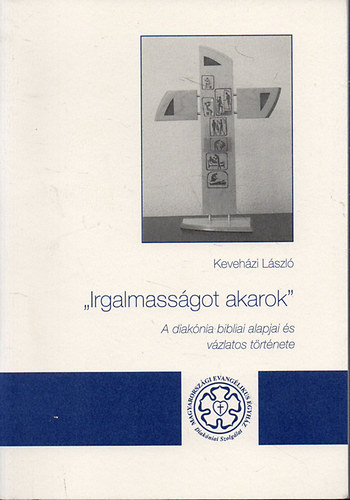 Keveházi László
„Irgalmasságot akarok”
A diakónia bibliai alapjai és
vázlatos története
MAGYARORSZÁGI EVANGÉLIKUS EGYHÁZ
Diakóniai Szolgálat